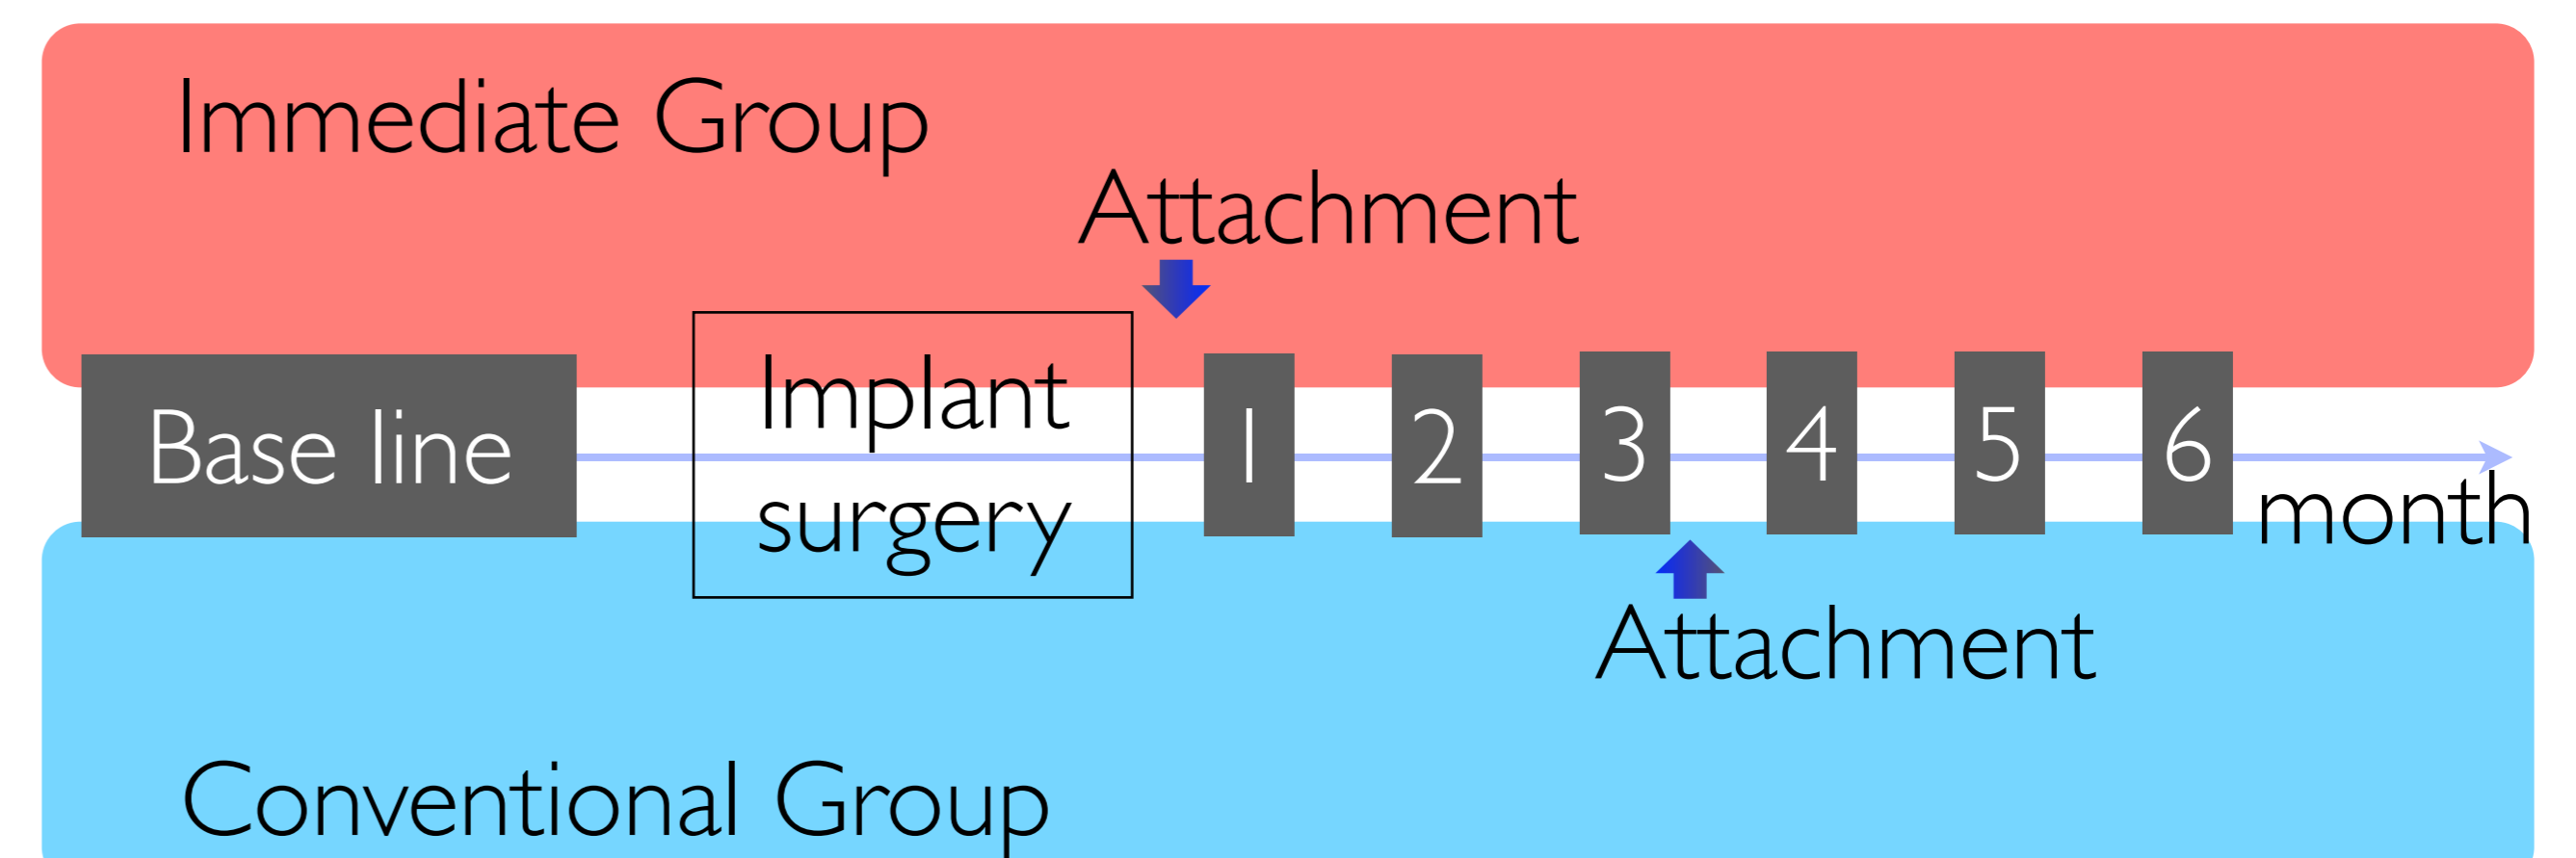 Immediate Group
Attachment
Base line
Implant
surgery
1
2
3
4
5
6
month
Attachment
Conventional Group